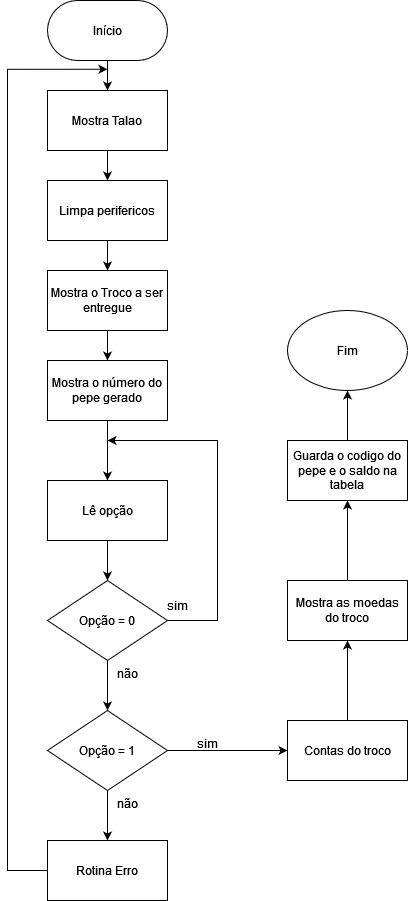 Início
Mostra Talao
Limpa perifericos
Mostra o Troco a ser
entregue
Mostra o número do
pepe gerado
Lê opção
Opção = 0
sim
não
Opção = 1
sim
não
Rotina Erro
Contas do troco
Mostra as moedas
do troco
Guarda o codigo do
pepe e o saldo na
tabela
Fim